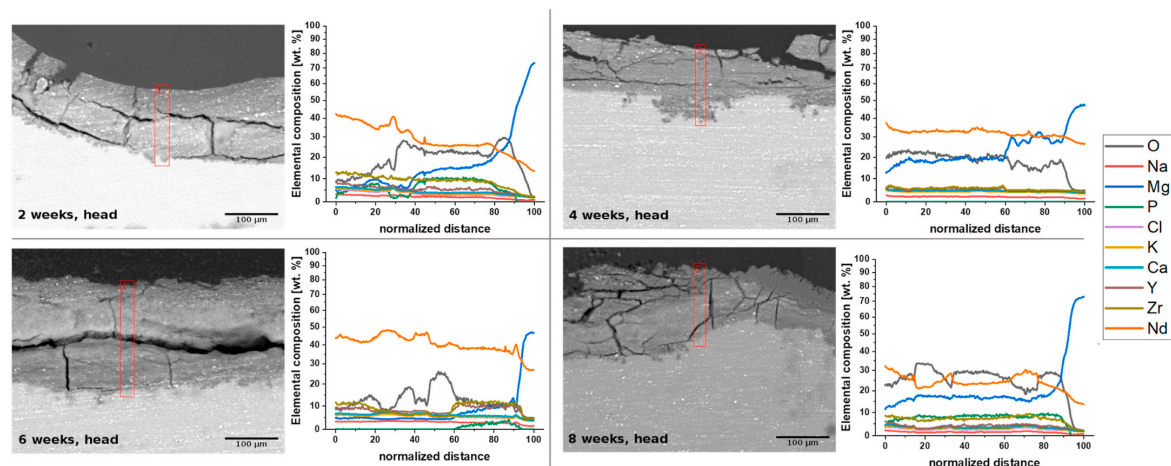 2 weeks, head
100 µm
Elemental composition [wt. %]
100
90
80
70
60
50
40
30
20
10
0
0 20 40 60 80 100
normalized distance
4 weeks, head
100 µm
Elemental composition [wt. %]
100
90
80
70
60
50
40
30
20
10
0
0 20 40 60 80 100
normalized distance
O
Na
Mg
P
Cl
K
Ca
Y
Zr
Nd
6 weeks, head
100 µm
Elemental composition [wt. %]
100
90
80
70
60
50
40
30
20
10
0
0 20 40 60 80 100
normalized distance
8 weeks, head
100 µm
Elemental composition [wt. %]
100
90
80
70
60
50
40
30
20
10
0
0 20 40 60 80 100
normalized distance